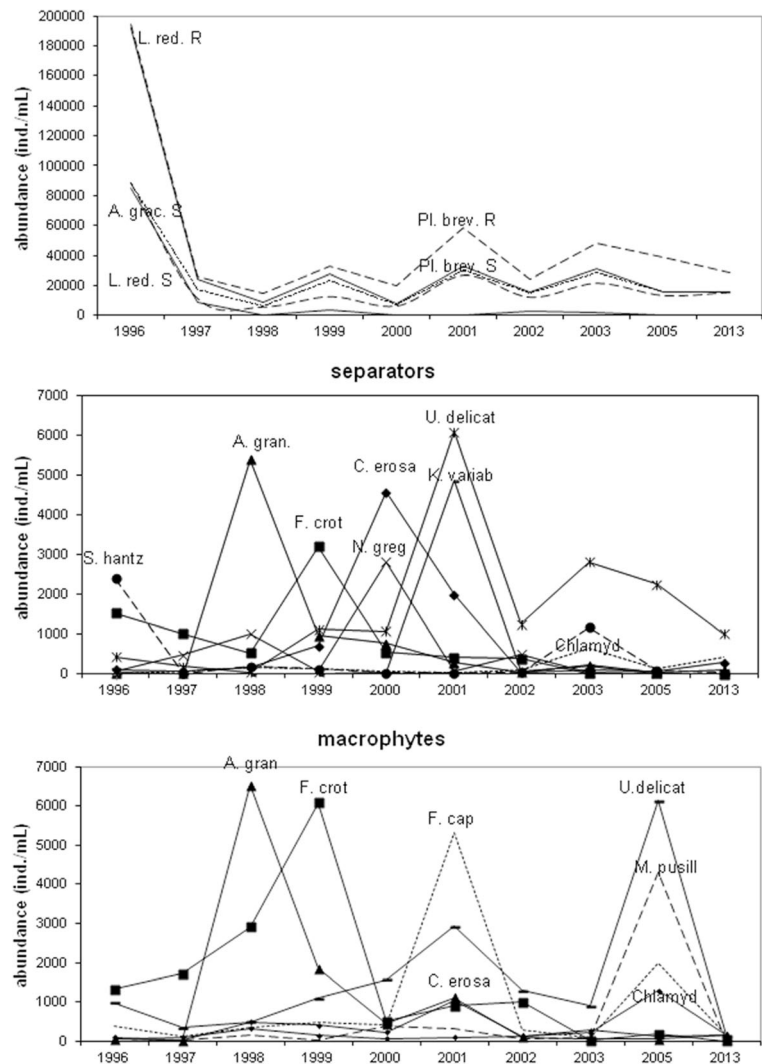 200000
180000
160000
140000
120000
100000
80000
60000
40000
20000
0
abundance (ind./mL)
L. red. R
A. grac. S
L. red. S
Pl. brev. R
Pl. brev. S
1996 1997 1998 1999 2000 2001 2002 2003 2005 2013
separators
7000
6000
5000
4000
3000
2000
1000
0
abundance (ind./mL)
S. hantz
A. gran.
F. crot
C. erosa
N. greg
U. delicat
K. variab
Chlamyd
1996 1997 1998 1999 2000 2001 2002 2003 2005 2013
macrophytes
7000
6000
5000
4000
3000
2000
1000
0
abundance (ind./mL)
A. gran
F. crot
F. cap
C. erosa
U.delicat
M. pusill
Chlamyd
1996 1997 1998 1999 2000 2001 2002 2003 2005 2013